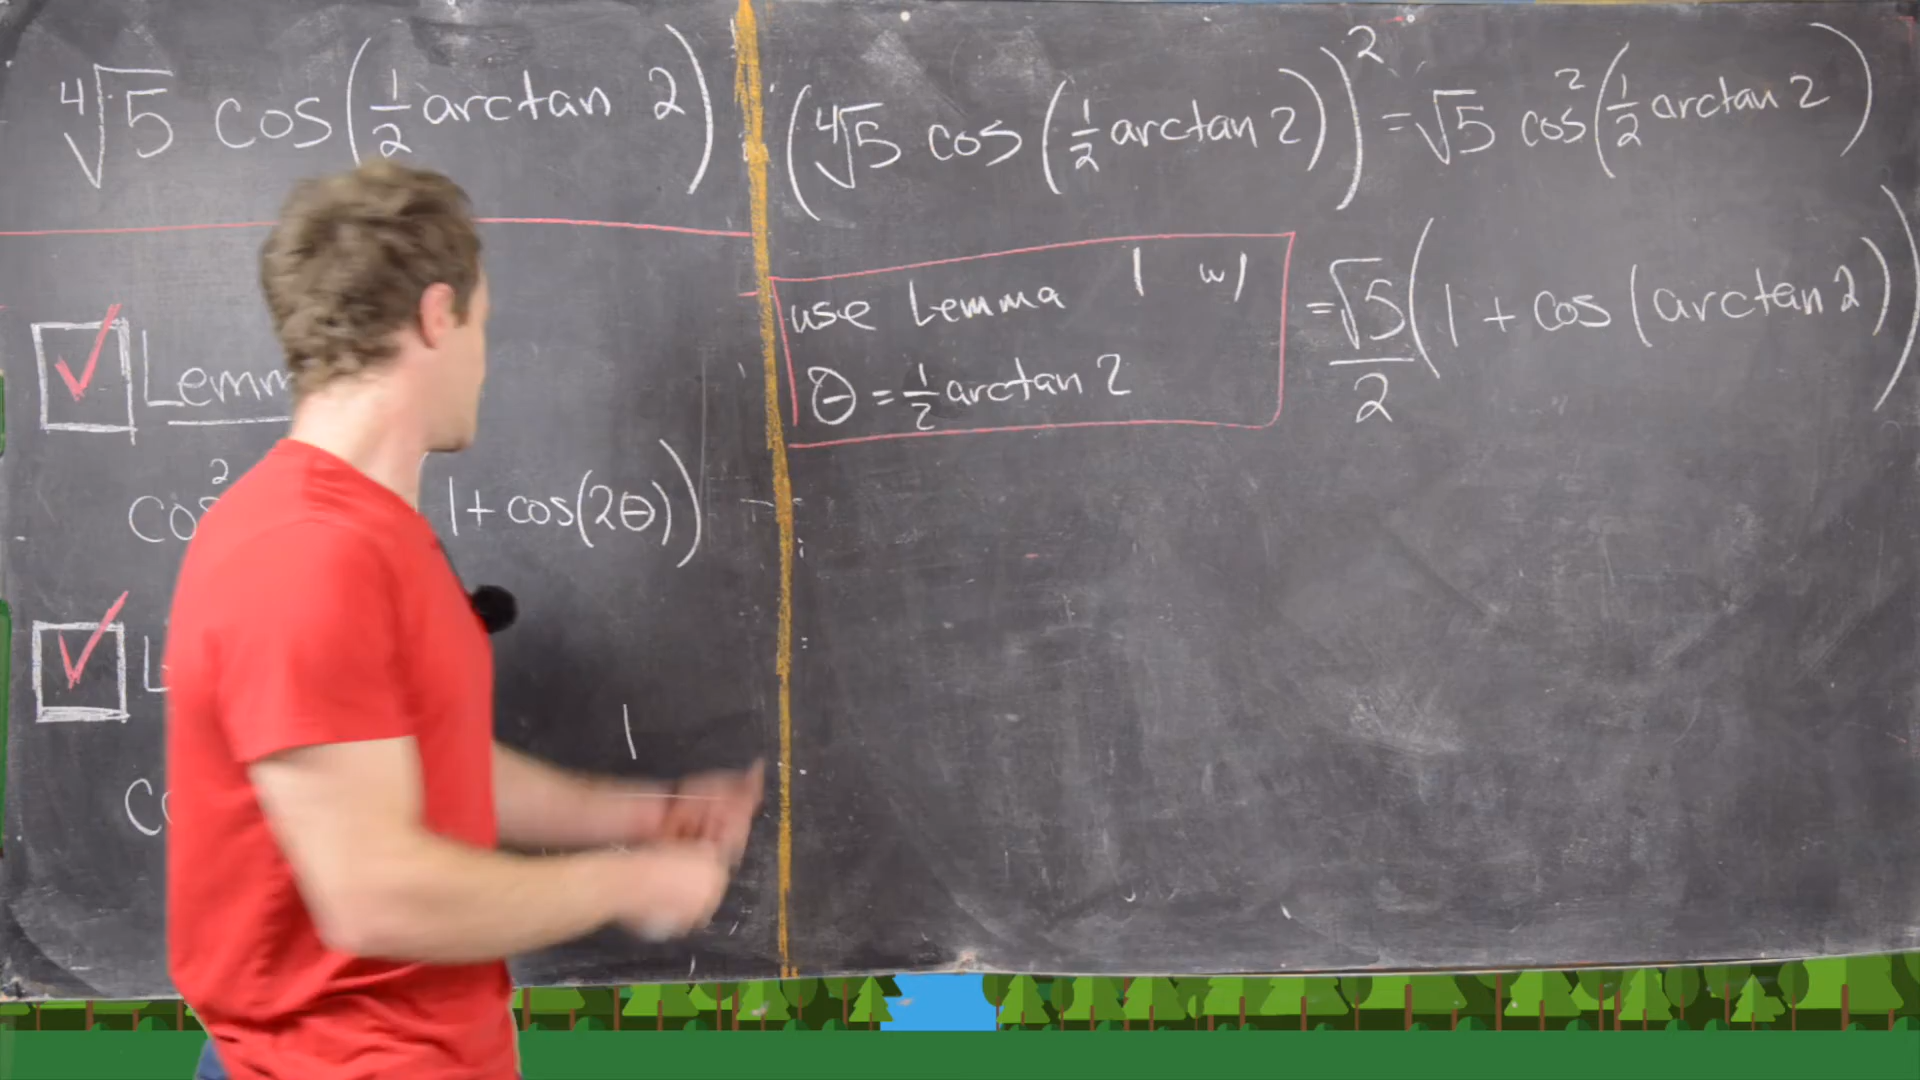 ∜5 cos(½ arctan 2)
Lemm
cos² 1+cos(2θ))
L
1
co
(∜5 cos(½ arctan 2))² = √5 cos²(½ arctan 2)
= √5/2 (1 + cos(arctan 2))
use Lemma 1 w/
θ = ½ arctan 2